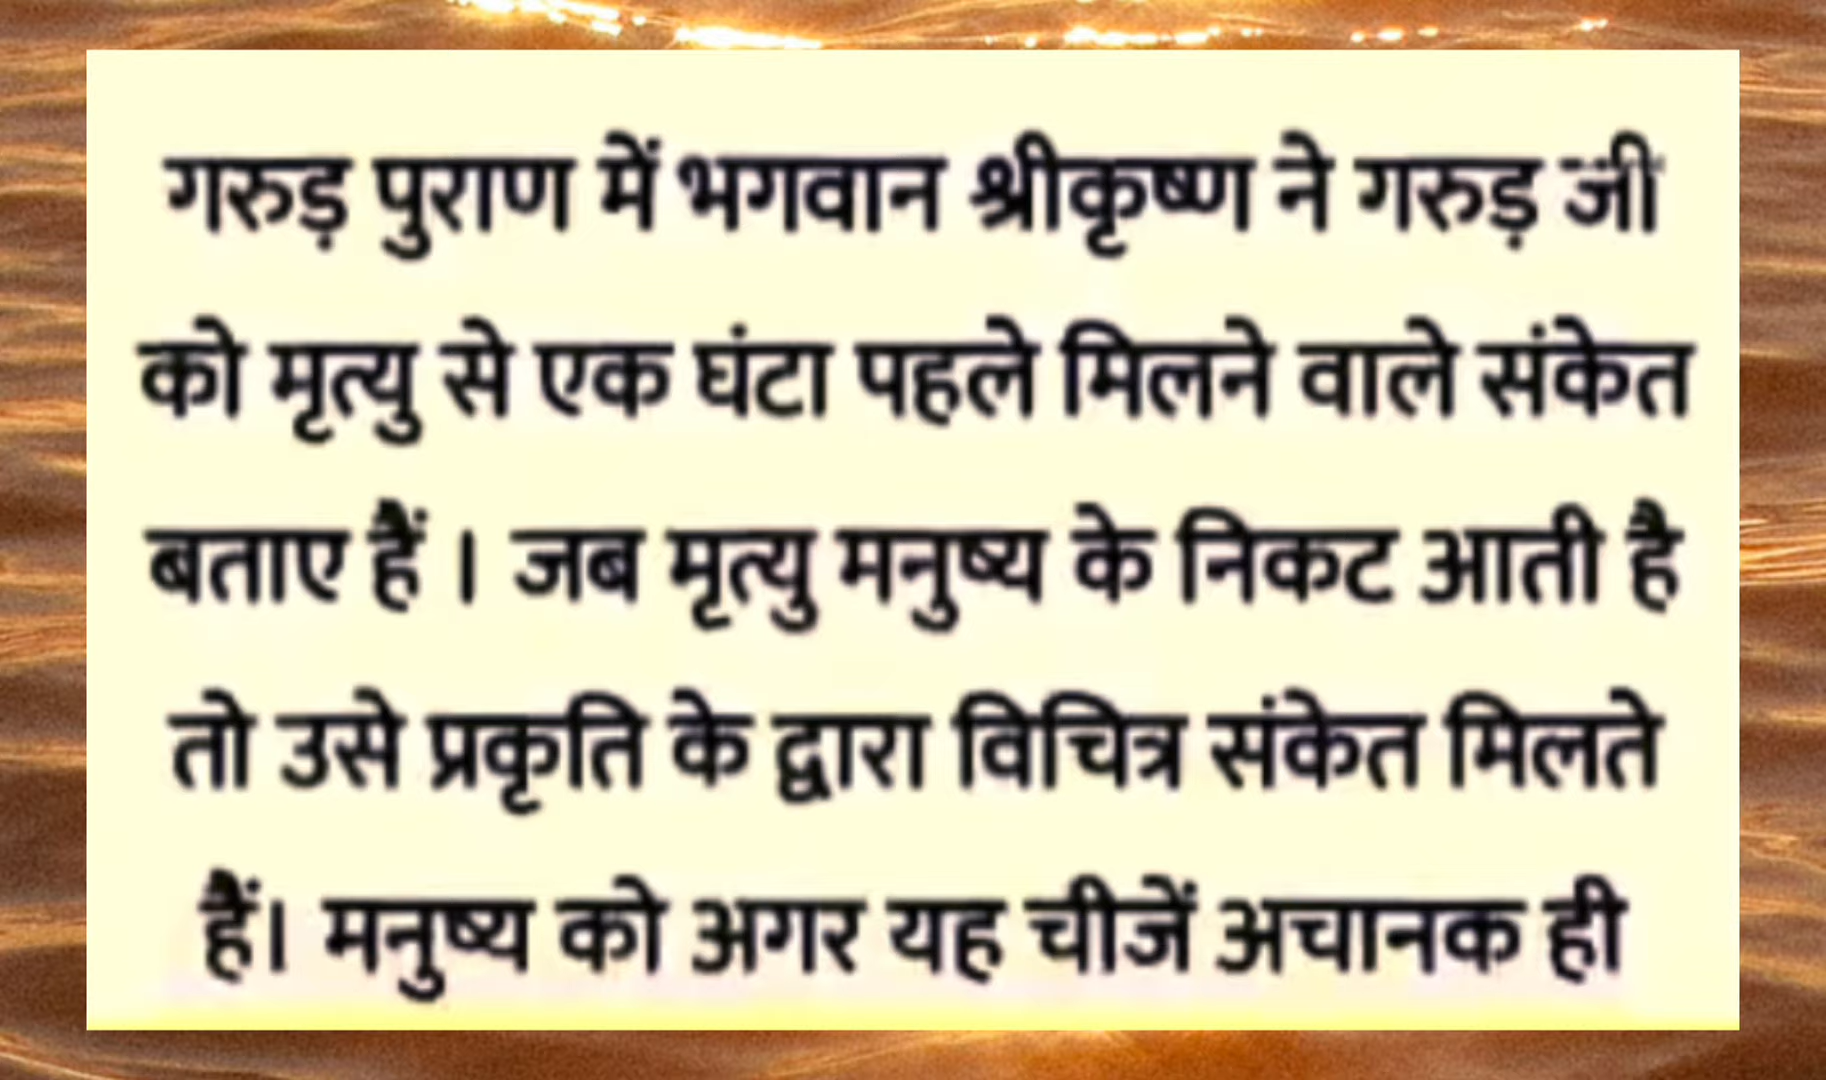 गरुड़ पुराण में भगवान श्रीकृष्ण ने गरुड़ जी
को मृत्यु से एक घंटा पहले मिलने वाले संकेत
बताए हैं । जब मृत्यु मनुष्य के निकट आती है
तो उसे प्रकृति के द्वारा विचित्र संकेत मिलते
हैं। मनुष्य को अगर यह चीजें अचानक ही